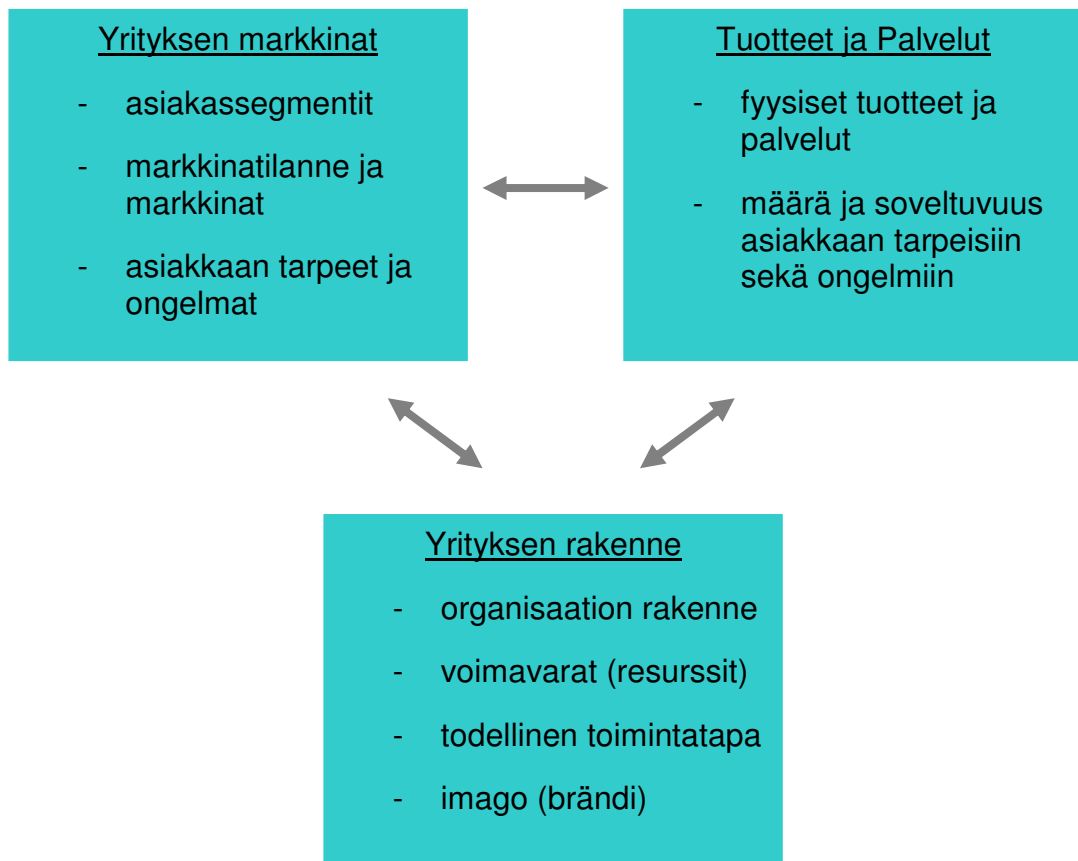 Yrityksen markkinat
- asiakassegmentit
- markkinatilanne ja
markkinat
- asiakkaan tarpeet ja
ongelmat
Tuotteet ja Palvelut
- fyysiset tuotteet ja
palvelut
- määrä ja soveltuvuus
asiakkaan tarpeisiin
sekä ongelmiin
Yrityksen rakenne
- organisaation rakenne
- voimavarat (resurssit)
- todellinen toimintatapa
- imago (brändi)